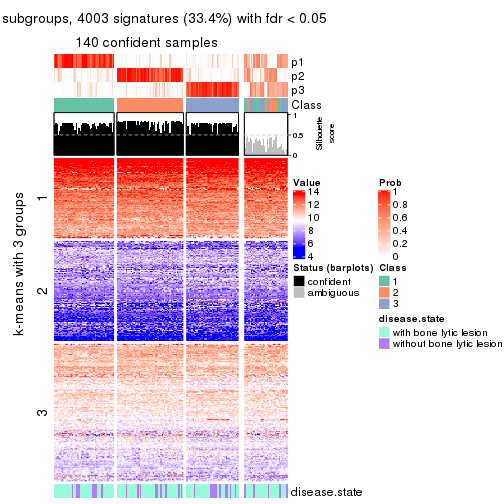 subgroups, 4003 signatures (33.4%) with fdr < 0.05
140 confident samples
p1
p2
p3
Class
1
0.5
0
Silhouette
score
k-means with 3 groups
1
2
3
Value
14
12
10
8
6
4
Prob
1
0.8
0.6
0.4
0.2
0
Status (barplots)
confident
ambiguous
Class
1
2
3
disease.state
with bone lytic lesion
without bone lytic lesion
disease.state